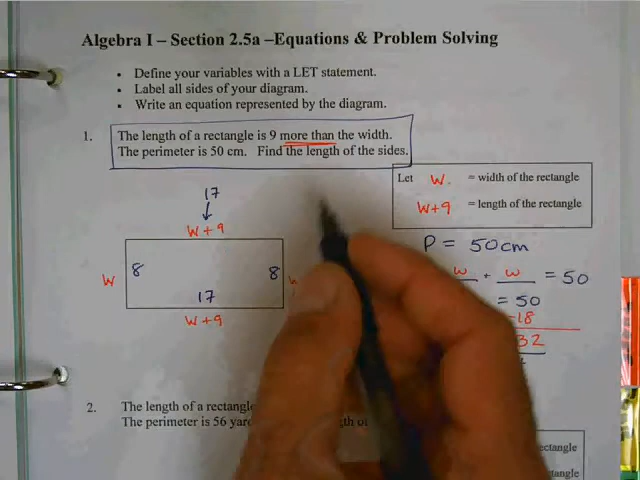 Algebra I – Section 2.5a –Equations & Problem Solving
• Define your variables with a LET statement.
• Label all sides of your diagram.
• Write an equation represented by the diagram.
1. The length of a rectangle is 9 more than the width.
The perimeter is 50 cm. Find the length of the sides.
Let W. = width of the rectangle
W+9 = length of the rectangle
17
W+9
P = 50cm
W 8 8
W + W = 50
17
= 50
W+9
-18
32
2. The length of a rectangle
The perimeter is 56
rectangle
rectangle